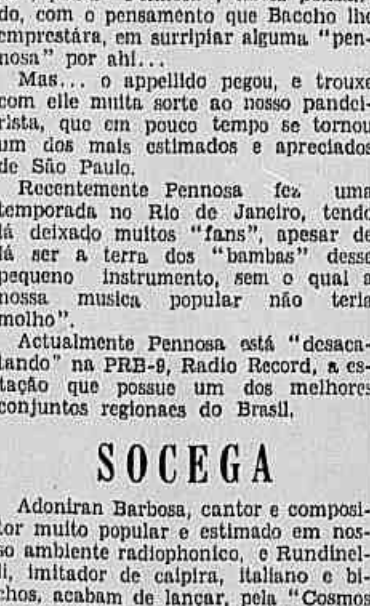 do, com o pensamento que Baccho lhe
emprestára, em surripiar alguma "pen-
nosa" por ahi...
Mas... o appellido pegou, e trouxe
com elle muita sorte ao nosso pandei-
rista, que em pouco tempo se tornou
um dos mais estimados e apreciados
de São Paulo.
Recentemente Pennosa fez uma
temporada no Rio de Janeiro, tendo
lá deixado muitos "fans", apesar de
lá ser a terra dos "bambas" desse
pequeno instrumento, sem o qual a
nossa musica popular não teria
molho".
Actualmente Pennosa está "desaca-
tando" na PRB-9, Radio Record, a es-
tação que possue um dos melhores
conjuntos regionaes do Brasil.
SOCEGA
Adoniran Barbosa, cantor e composi-
tor muito popular e estimado em nos-
so ambiente radiophonico, e Rundinel-
li, imitador de caipira, italiano e bi-
chos, acabam de lançar, pela "Cosmos